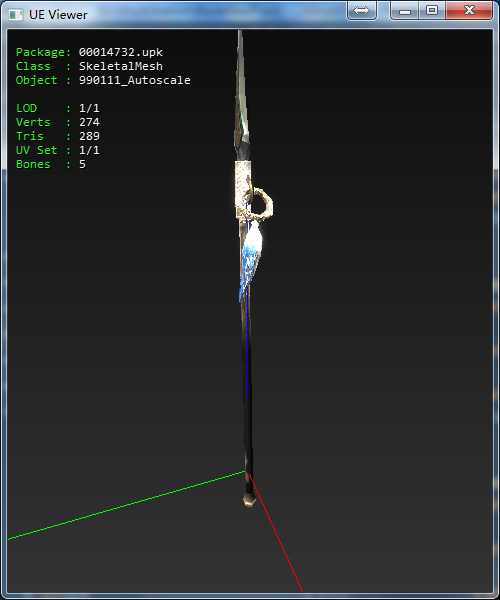 UE Viewer
Package: 00014732.upk
Class : SkeletalMesh
Object : 990111_Autoscale
LOD : 1/1
Verts : 274
Tris : 289
UV Set : 1/1
Bones : 5